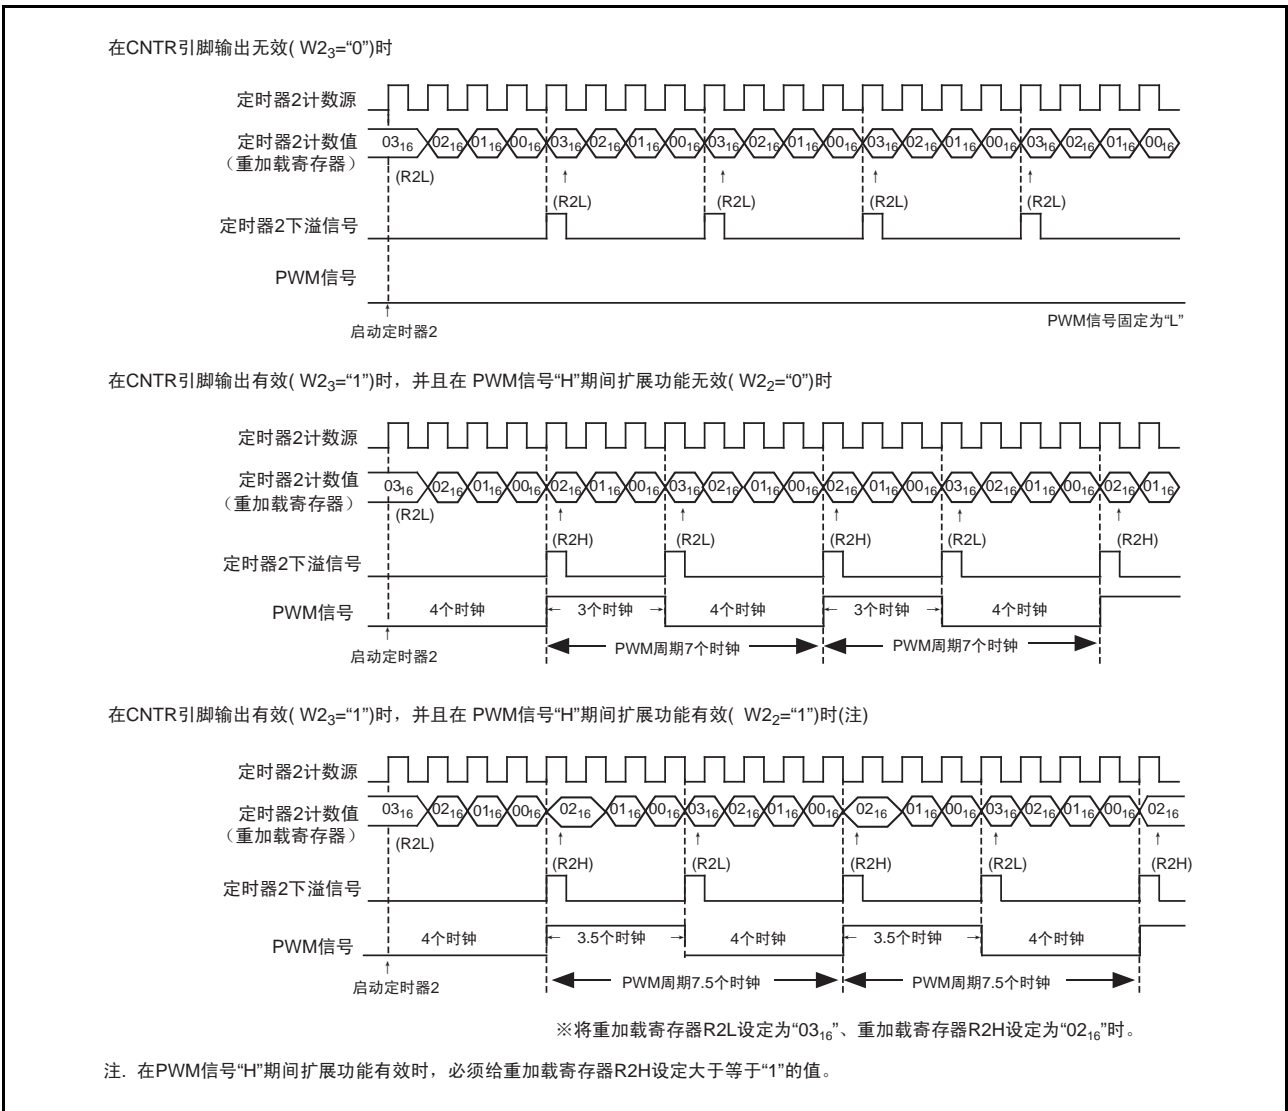 在CNTR引脚输出无效( W2₃=“0”)时
定时器2计数源
定时器2计数值
（重加载寄存器）
03₁₆ 02₁₆ 01₁₆ 00₁₆ 03₁₆ 02₁₆ 01₁₆ 00₁₆ 03₁₆ 02₁₆ 01₁₆ 00₁₆ 03₁₆ 02₁₆ 01₁₆ 00₁₆ 03₁₆ 02₁₆ 01₁₆ 00₁₆
(R2L)
↑ ↑ ↑ ↑
(R2L) (R2L) (R2L) (R2L)
定时器2下溢信号
PWM信号
↑
启动定时器2
PWM信号固定为“L”
在CNTR引脚输出有效( W2₃=“1”)时，并且在 PWM信号“H”期间扩展功能无效( W2₂=“0”)时
定时器2计数源
定时器2计数值
（重加载寄存器）
03₁₆ 02₁₆ 01₁₆ 00₁₆ 02₁₆ 01₁₆ 00₁₆ 03₁₆ 02₁₆ 01₁₆ 00₁₆ 02₁₆ 01₁₆ 00₁₆ 03₁₆ 02₁₆ 01₁₆ 00₁₆ 02₁₆ 01₁₆
(R2L)
↑ ↑ ↑ ↑ ↑
(R2H) (R2L) (R2H) (R2L) (R2H)
定时器2下溢信号
PWM信号
4个时钟 ← 3个时钟 → 4个时钟 ← 3个时钟 → 4个时钟
PWM周期7个时钟 PWM周期7个时钟
↑
启动定时器2
在CNTR引脚输出有效( W2₃=“1”)时，并且在 PWM信号“H”期间扩展功能有效( W2₂=“1”)时(注)
定时器2计数源
定时器2计数值
（重加载寄存器）
03₁₆ 02₁₆ 01₁₆ 00₁₆ 02₁₆ 01₁₆ 00₁₆ 03₁₆ 02₁₆ 01₁₆ 00₁₆ 02₁₆ 01₁₆ 00₁₆ 03₁₆ 02₁₆ 01₁₆ 00₁₆ 02₁₆
(R2L)
↑ ↑ ↑ ↑ ↑
(R2H) (R2L) (R2H) (R2L) (R2H)
定时器2下溢信号
PWM信号
4个时钟 ← 3.5个时钟 → 4个时钟 ← 3.5个时钟 → 4个时钟
PWM周期7.5个时钟 PWM周期7.5个时钟
↑
启动定时器2
※将重加载寄存器R2L设定为“03₁₆”、重加载寄存器R2H设定为“02₁₆”时。
注. 在PWM信号“H”期间扩展功能有效时，必须给重加载寄存器R2H设定大于等于“1”的值。